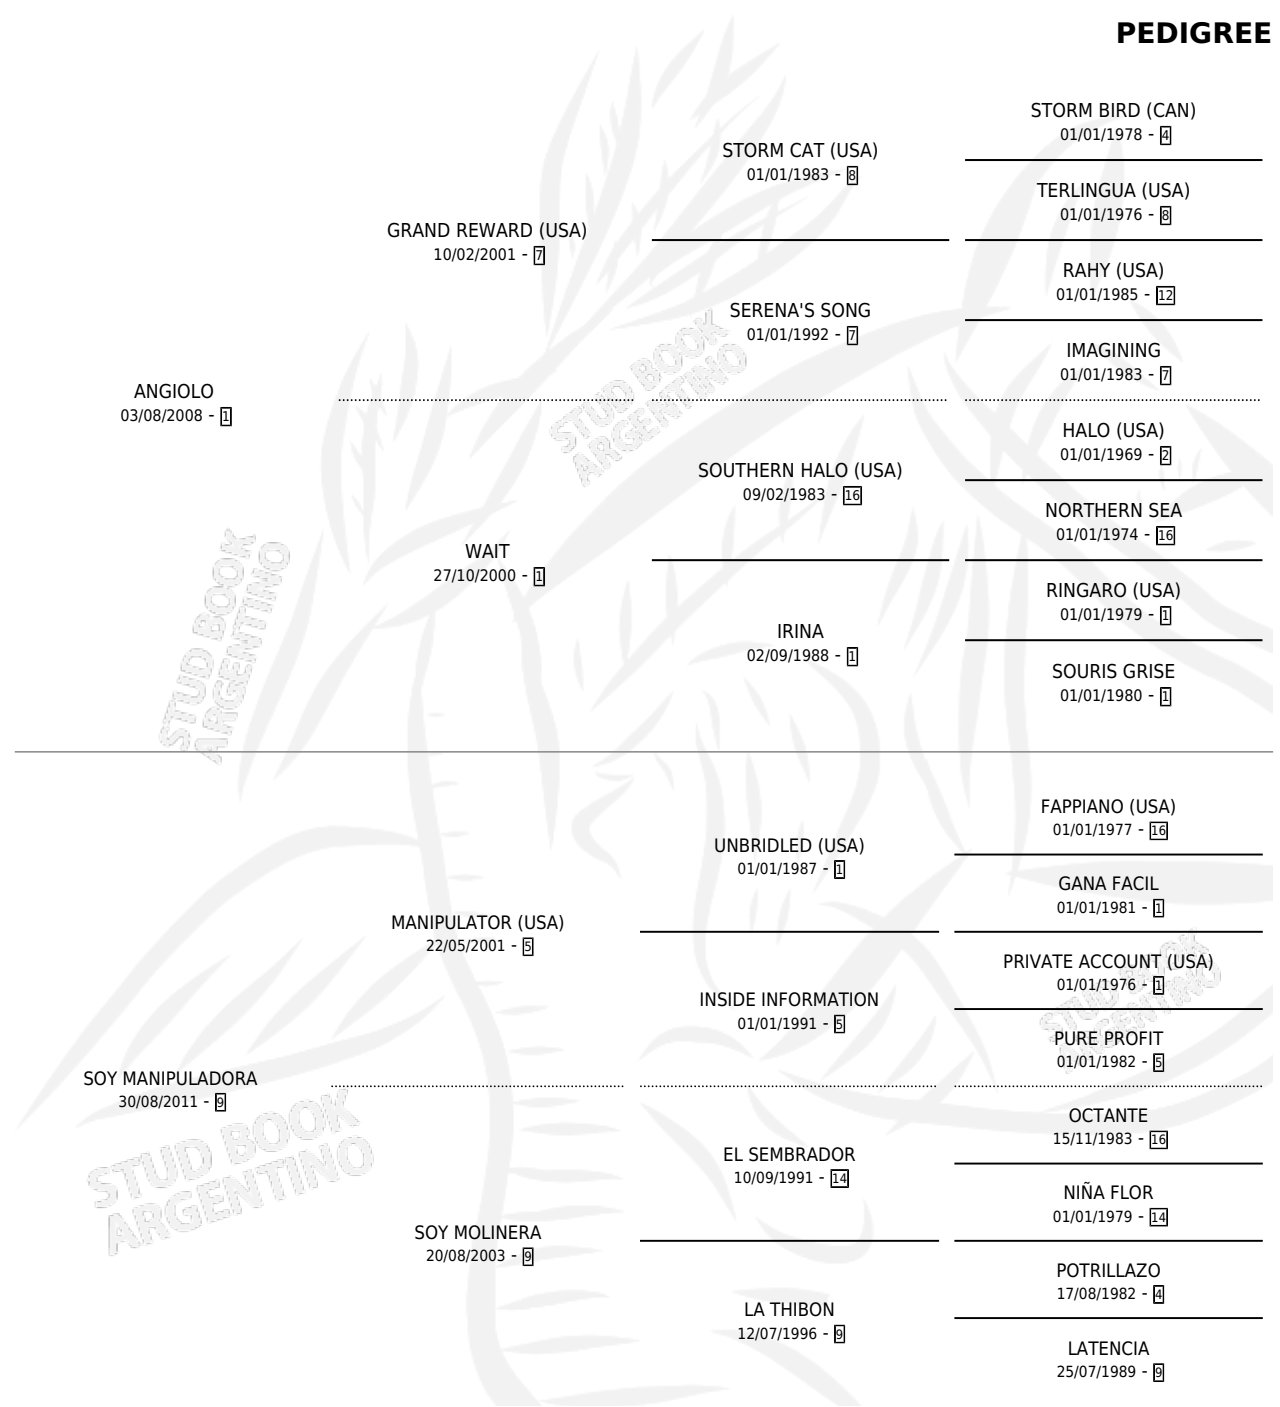 PEDIGREE
STORM BIRD (CAN)
01/01/1978 - 4
STORM CAT (USA)
01/01/1983 - 8
TERLINGUA (USA)
01/01/1976 - 8
GRAND REWARD (USA)
10/02/2001 - 7
RAHY (USA)
01/01/1985 - 12
SERENA'S SONG
01/01/1992 - 7
IMAGINING
01/01/1983 - 7
ANGIOLO
03/08/2008 - 1
HALO (USA)
01/01/1969 - 2
SOUTHERN HALO (USA)
09/02/1983 - 16
NORTHERN SEA
01/01/1974 - 16
WAIT
27/10/2000 - 1
RINGARO (USA)
01/01/1979 - 1
IRINA
02/09/1988 - 1
SOURIS GRISE
01/01/1980 - 1
STUD BOOK
ARGENTINO
STUD BOOK
ARGENTINO
FAPPIANO (USA)
01/01/1977 - 16
UNBRIDLED (USA)
01/01/1987 - 1
GANA FACIL
01/01/1981 - 1
MANIPULATOR (USA)
22/05/2001 - 5
PRIVATE ACCOUNT (USA)
01/01/1976 - 1
INSIDE INFORMATION
01/01/1991 - 5
PURE PROFIT
01/01/1982 - 5
STUD BOOK
ARGENTINO
SOY MANIPULADORA
30/08/2011 - 9
OCTANTE
15/11/1983 - 16
EL SEMBRADOR
10/09/1991 - 14
NIÑA FLOR
01/01/1979 - 14
SOY MOLINERA
20/08/2003 - 9
POTRILLAZO
17/08/1982 - 4
LA THIBON
12/07/1996 - 9
LATENCIA
25/07/1989 - 9
STUD BOOK
ARGENTINO